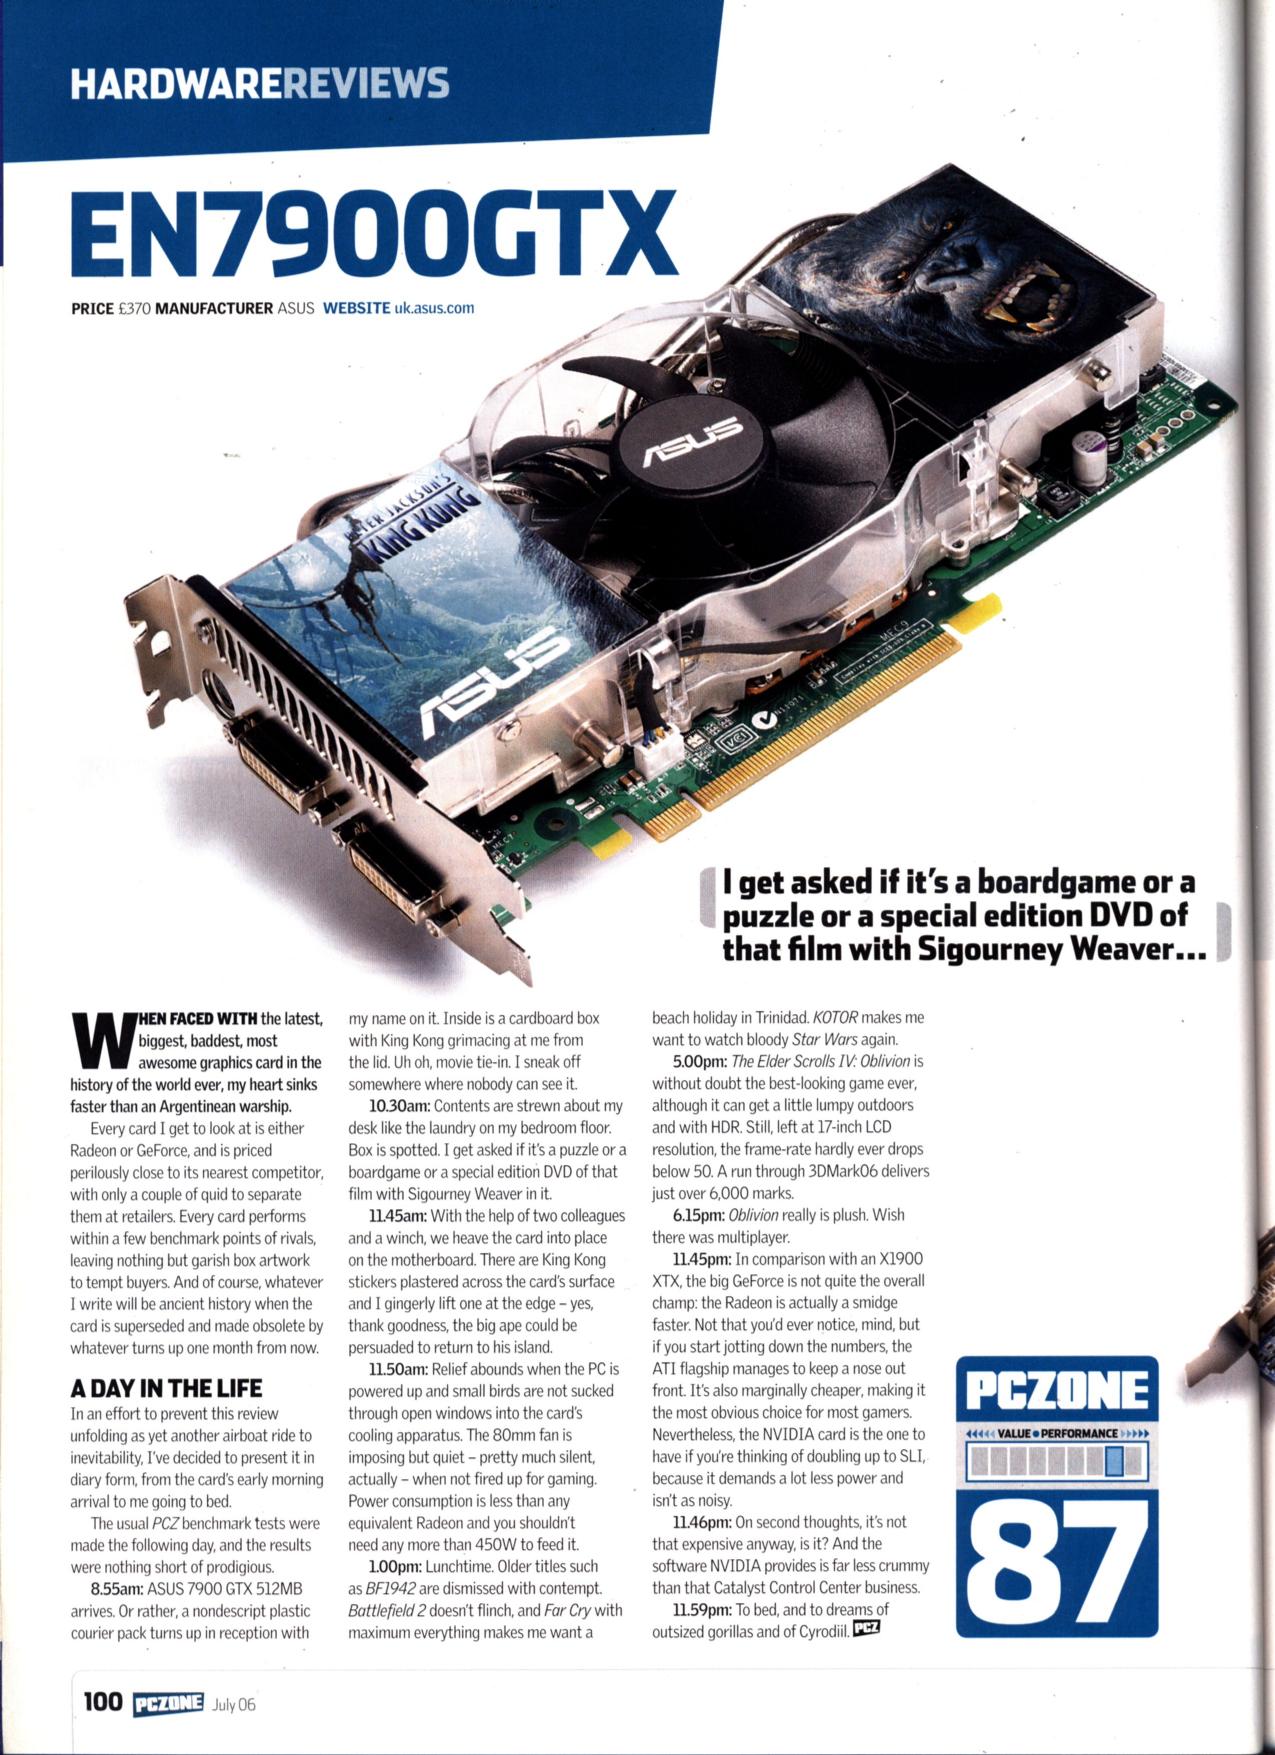 HARDWAREREVIEWS
EN7900GTX
PRICE £370 MANUFACTURER ASUS WEBSITE uk.asus.com
PETER JACKSON'S
KING KONG
ASUS
ASUS
I get asked if it's a boardgame or a
puzzle or a special edition DVD of
that film with Sigourney Weaver...
WHEN FACED WITH the latest,
biggest, baddest, most
awesome graphics card in the
history of the world ever, my heart sinks
faster than an Argentinean warship.
Every card I get to look at is either
Radeon or GeForce, and is priced
perilously close to its nearest competitor,
with only a couple of quid to separate
them at retailers. Every card performs
within a few benchmark points of rivals,
leaving nothing but garish box artwork
to tempt buyers. And of course, whatever
I write will be ancient history when the
card is superseded and made obsolete by
whatever turns up one month from now.
A DAY IN THE LIFE
In an effort to prevent this review
unfolding as yet another airboat ride to
inevitability, I've decided to present it in
diary form, from the card's early morning
arrival to me going to bed.
The usual PCZ benchmark tests were
made the following day, and the results
were nothing short of prodigious.
8.55am: ASUS 7900 GTX 512MB
arrives. Or rather, a nondescript plastic
courier pack turns up in reception with
my name on it. Inside is a cardboard box
with King Kong grimacing at me from
the lid. Uh oh, movie tie-in. I sneak off
somewhere where nobody can see it.
10.30am: Contents are strewn about my
desk like the laundry on my bedroom floor.
Box is spotted. I get asked if it's a puzzle or a
boardgame or a special edition DVD of that
film with Sigourney Weaver in it.
11.45am: With the help of two colleagues
and a winch, we heave the card into place
on the motherboard. There are King Kong
stickers plastered across the card's surface
and I gingerly lift one at the edge – yes,
thank goodness, the big ape could be
persuaded to return to his island.
11.50am: Relief abounds when the PC is
powered up and small birds are not sucked
through open windows into the card's
cooling apparatus. The 80mm fan is
imposing but quiet – pretty much silent,
actually – when not fired up for gaming.
Power consumption is less than any
equivalent Radeon and you shouldn't
need any more than 450W to feed it.
1.00pm: Lunchtime. Older titles such
as BF1942 are dismissed with contempt.
Battlefield 2 doesn't flinch, and Far Cry with
maximum everything makes me want a
beach holiday in Trinidad. KOTOR makes me
want to watch bloody Star Wars again.
5.00pm: The Elder Scrolls IV: Oblivion is
without doubt the best-looking game ever,
although it can get a little lumpy outdoors
and with HDR. Still, left at 17-inch LCD
resolution, the frame-rate hardly ever drops
below 50. A run through 3DMark06 delivers
just over 6,000 marks.
6.15pm: Oblivion really is plush. Wish
there was multiplayer.
11.45pm: In comparison with an X1900
XTX, the big GeForce is not quite the overall
champ: the Radeon is actually a smidge
faster. Not that you'd ever notice, mind, but
if you start jotting down the numbers, the
ATI flagship manages to keep a nose out
front. It's also marginally cheaper, making it
the most obvious choice for most gamers.
Nevertheless, the NVIDIA card is the one to
have if you're thinking of doubling up to SLI,
because it demands a lot less power and
isn't as noisy.
11.46pm: On second thoughts, it's not
that expensive anyway, is it? And the
software NVIDIA provides is far less crummy
than that Catalyst Control Center business.
11.59pm: To bed, and to dreams of
outsized gorillas and of Cyrodiil. PCZ
PCZONE
VALUE PERFORMANCE
87
100 PCZONE July 06